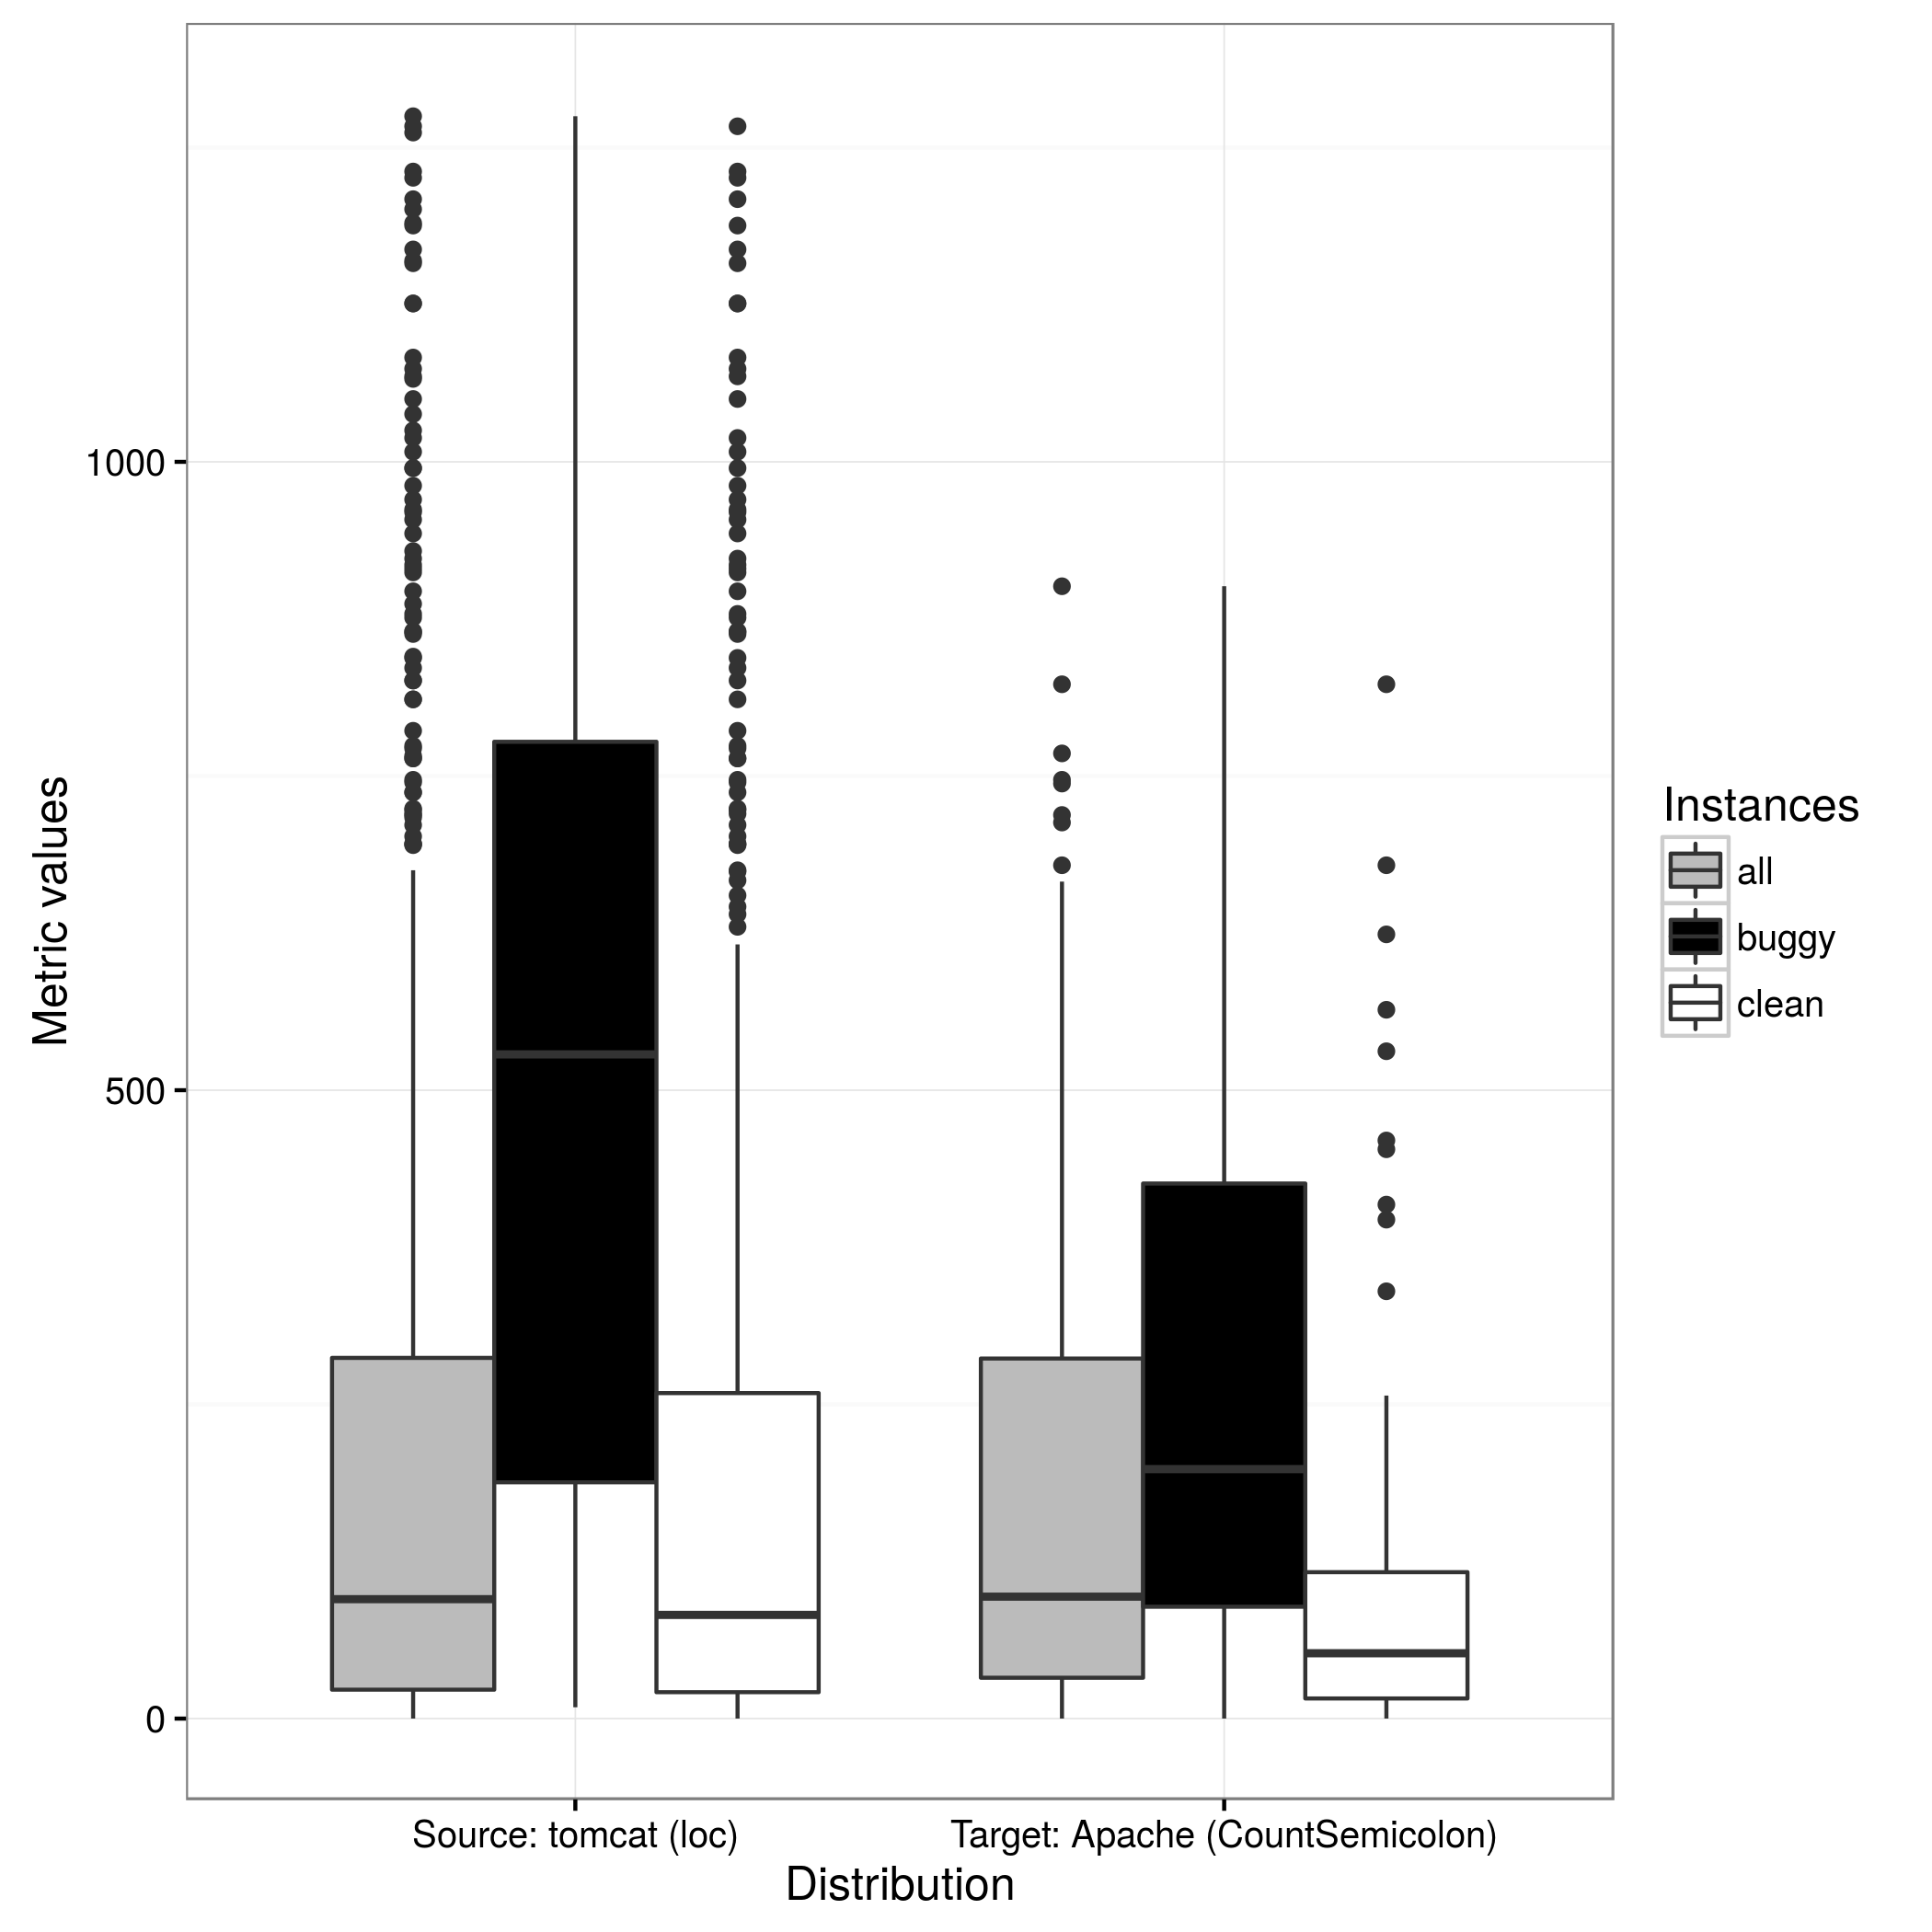 Metric values
1000
500
0
Source: tomcat (loc)
Target: Apache (CountSemicolon)
Distribution
Instances
all
buggy
clean